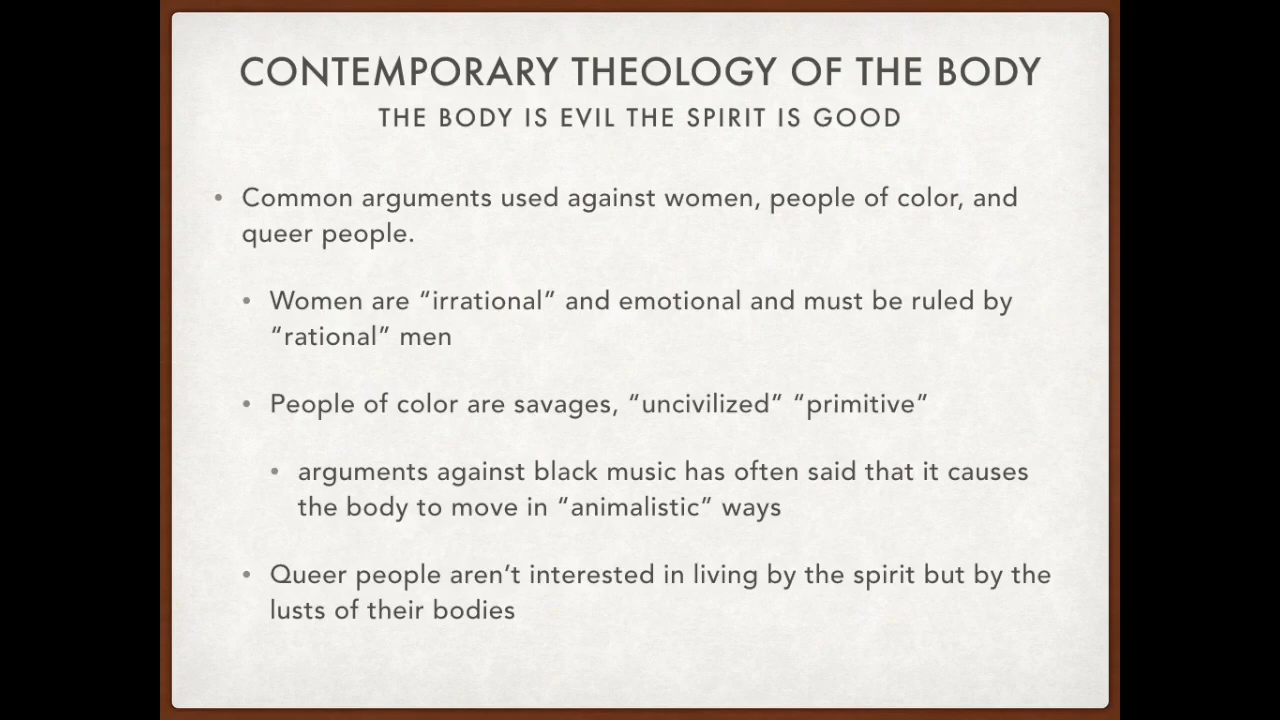 CONTEMPORARY THEOLOGY OF THE BODY
THE BODY IS EVIL THE SPIRIT IS GOOD
• Common arguments used against women, people of color, and
queer people.
• Women are “irrational” and emotional and must be ruled by
“rational” men
• People of color are savages, “uncivilized” “primitive”
• arguments against black music has often said that it causes
the body to move in “animalistic” ways
• Queer people aren’t interested in living by the spirit but by the
lusts of their bodies